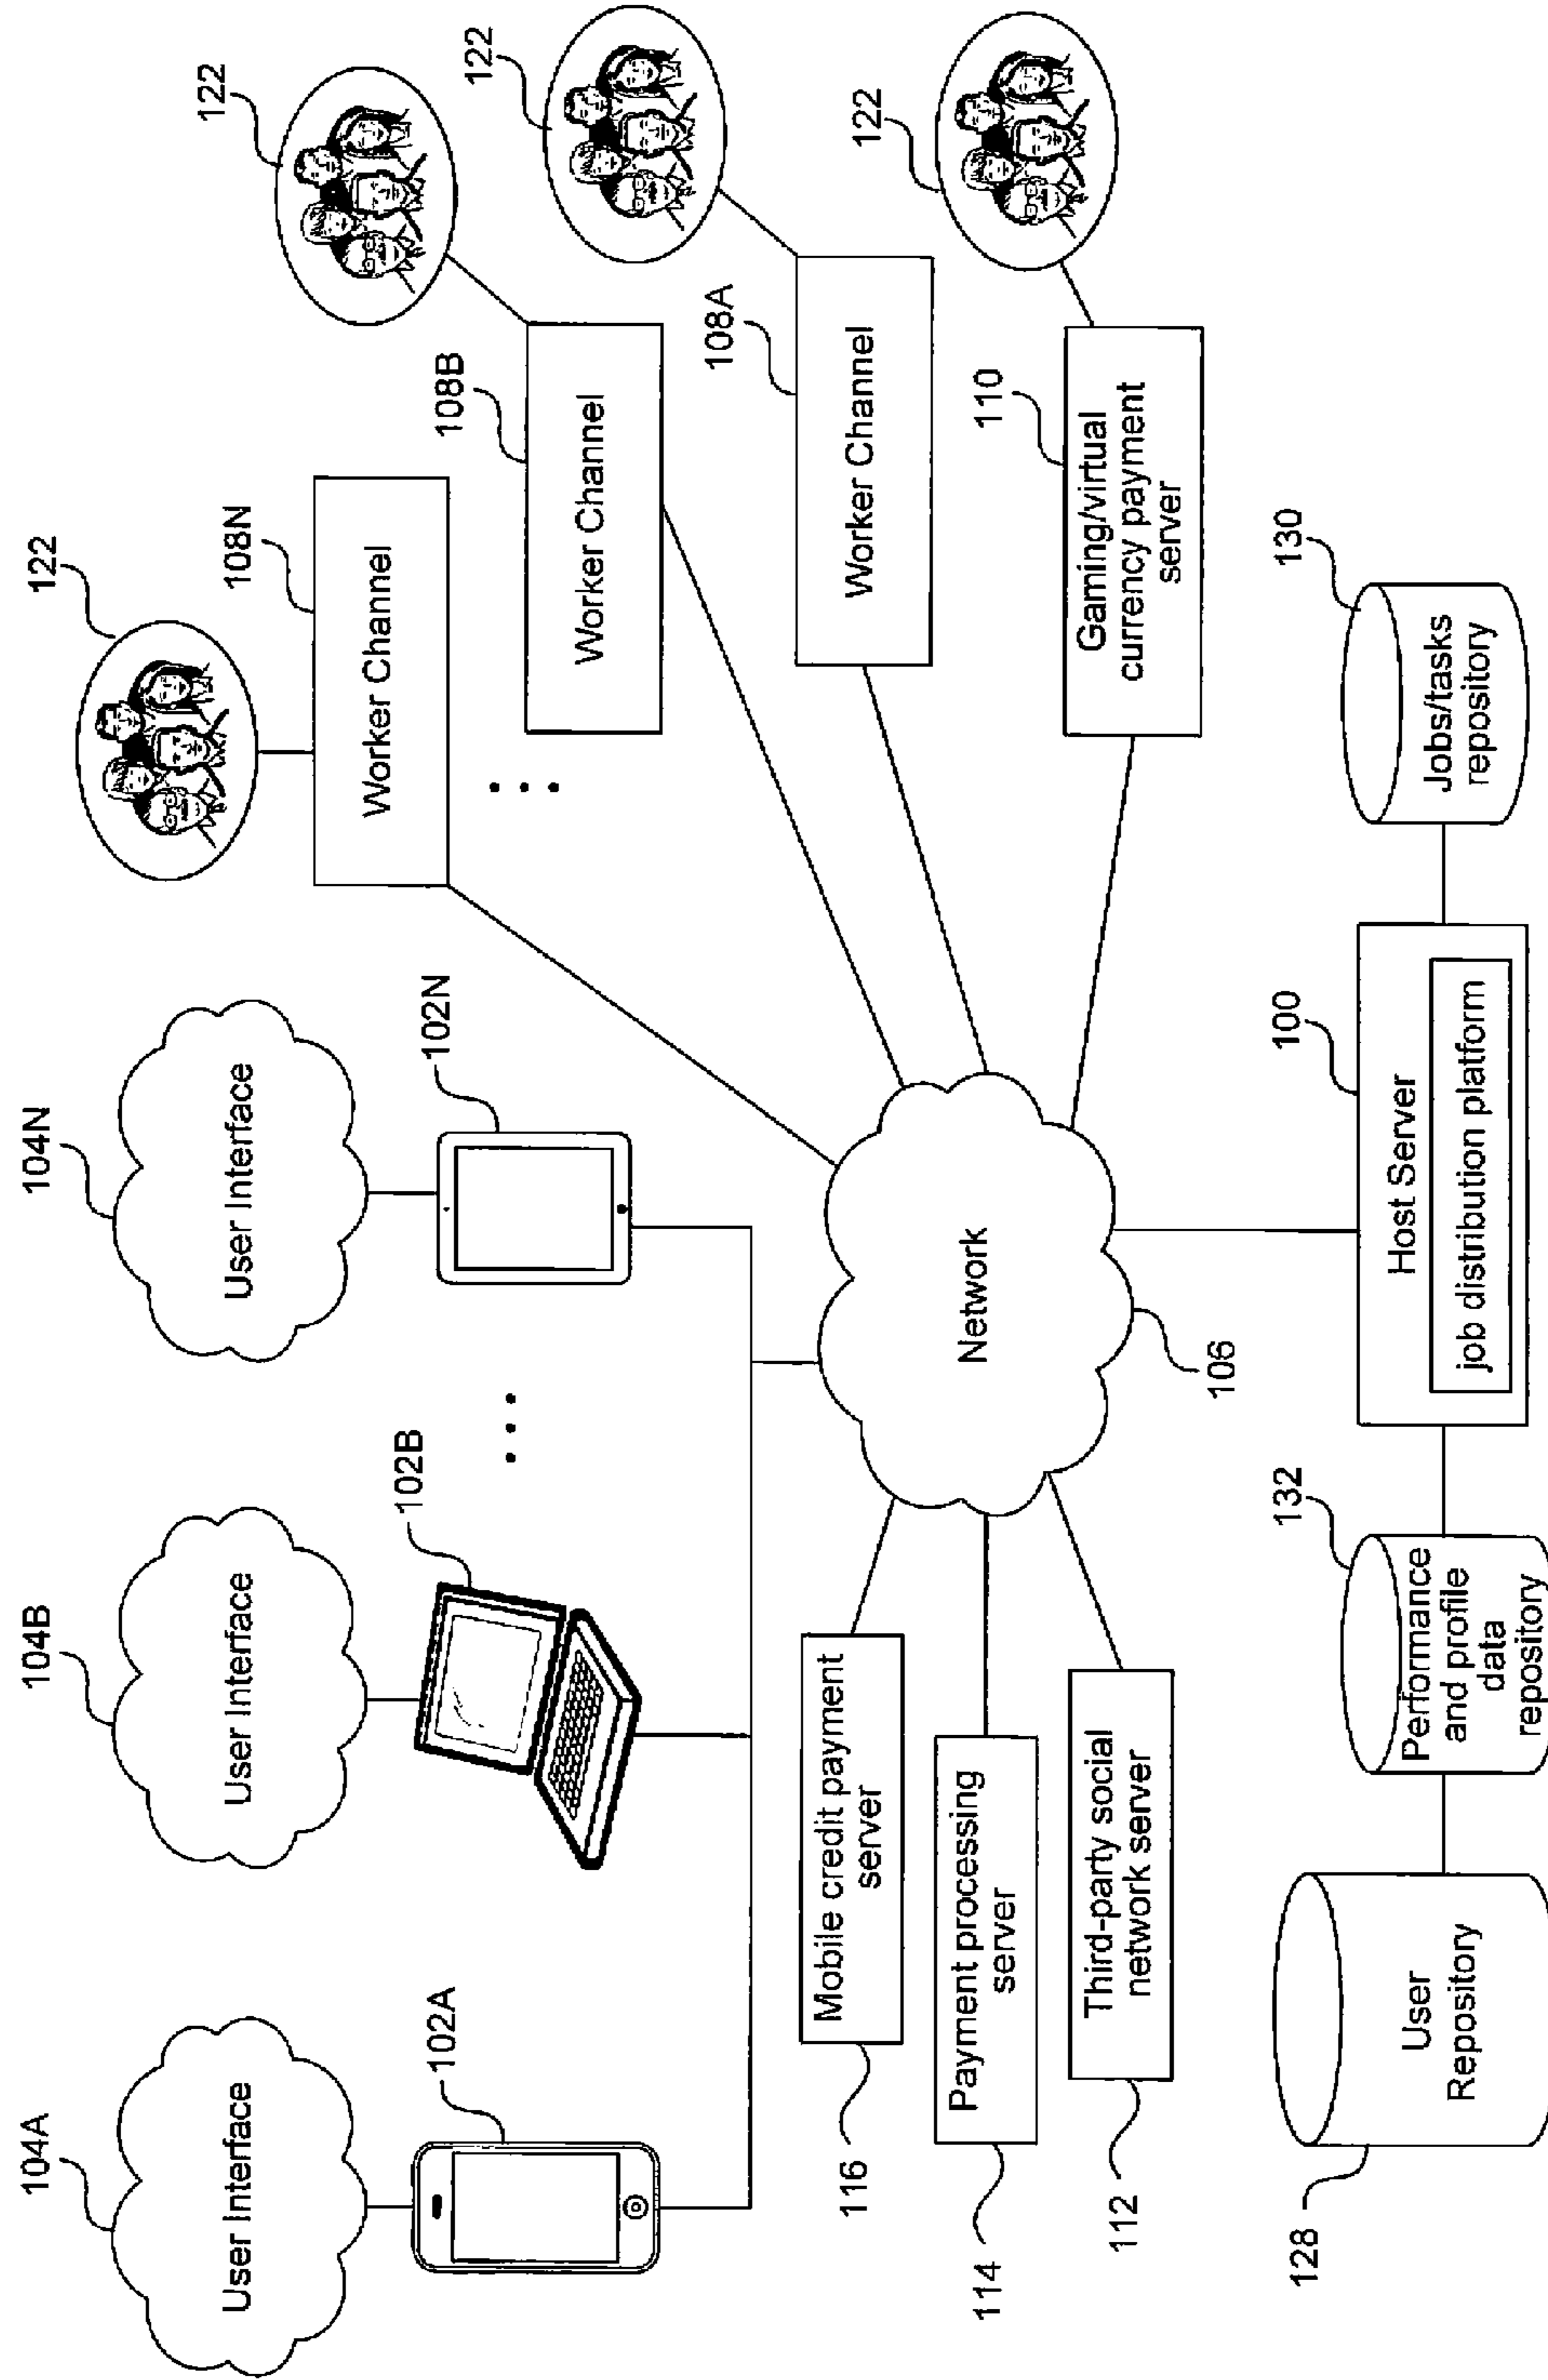 104A
User Interface
102A
104B
User Interface
102B
104N
User Interface
102N
122
108N
Worker Channel
122
108B
Worker Channel
122
108A
Worker Channel
122
110
Gaming/virtual
currency payment
server
Network
106
116
Mobile credit payment
server
114
Payment processing
server
112
Third-party social
network server
128
User
Repository
132
Performance
and profile
data
repository
100
Host Server
job distribution platform
130
Jobs/tasks
repository